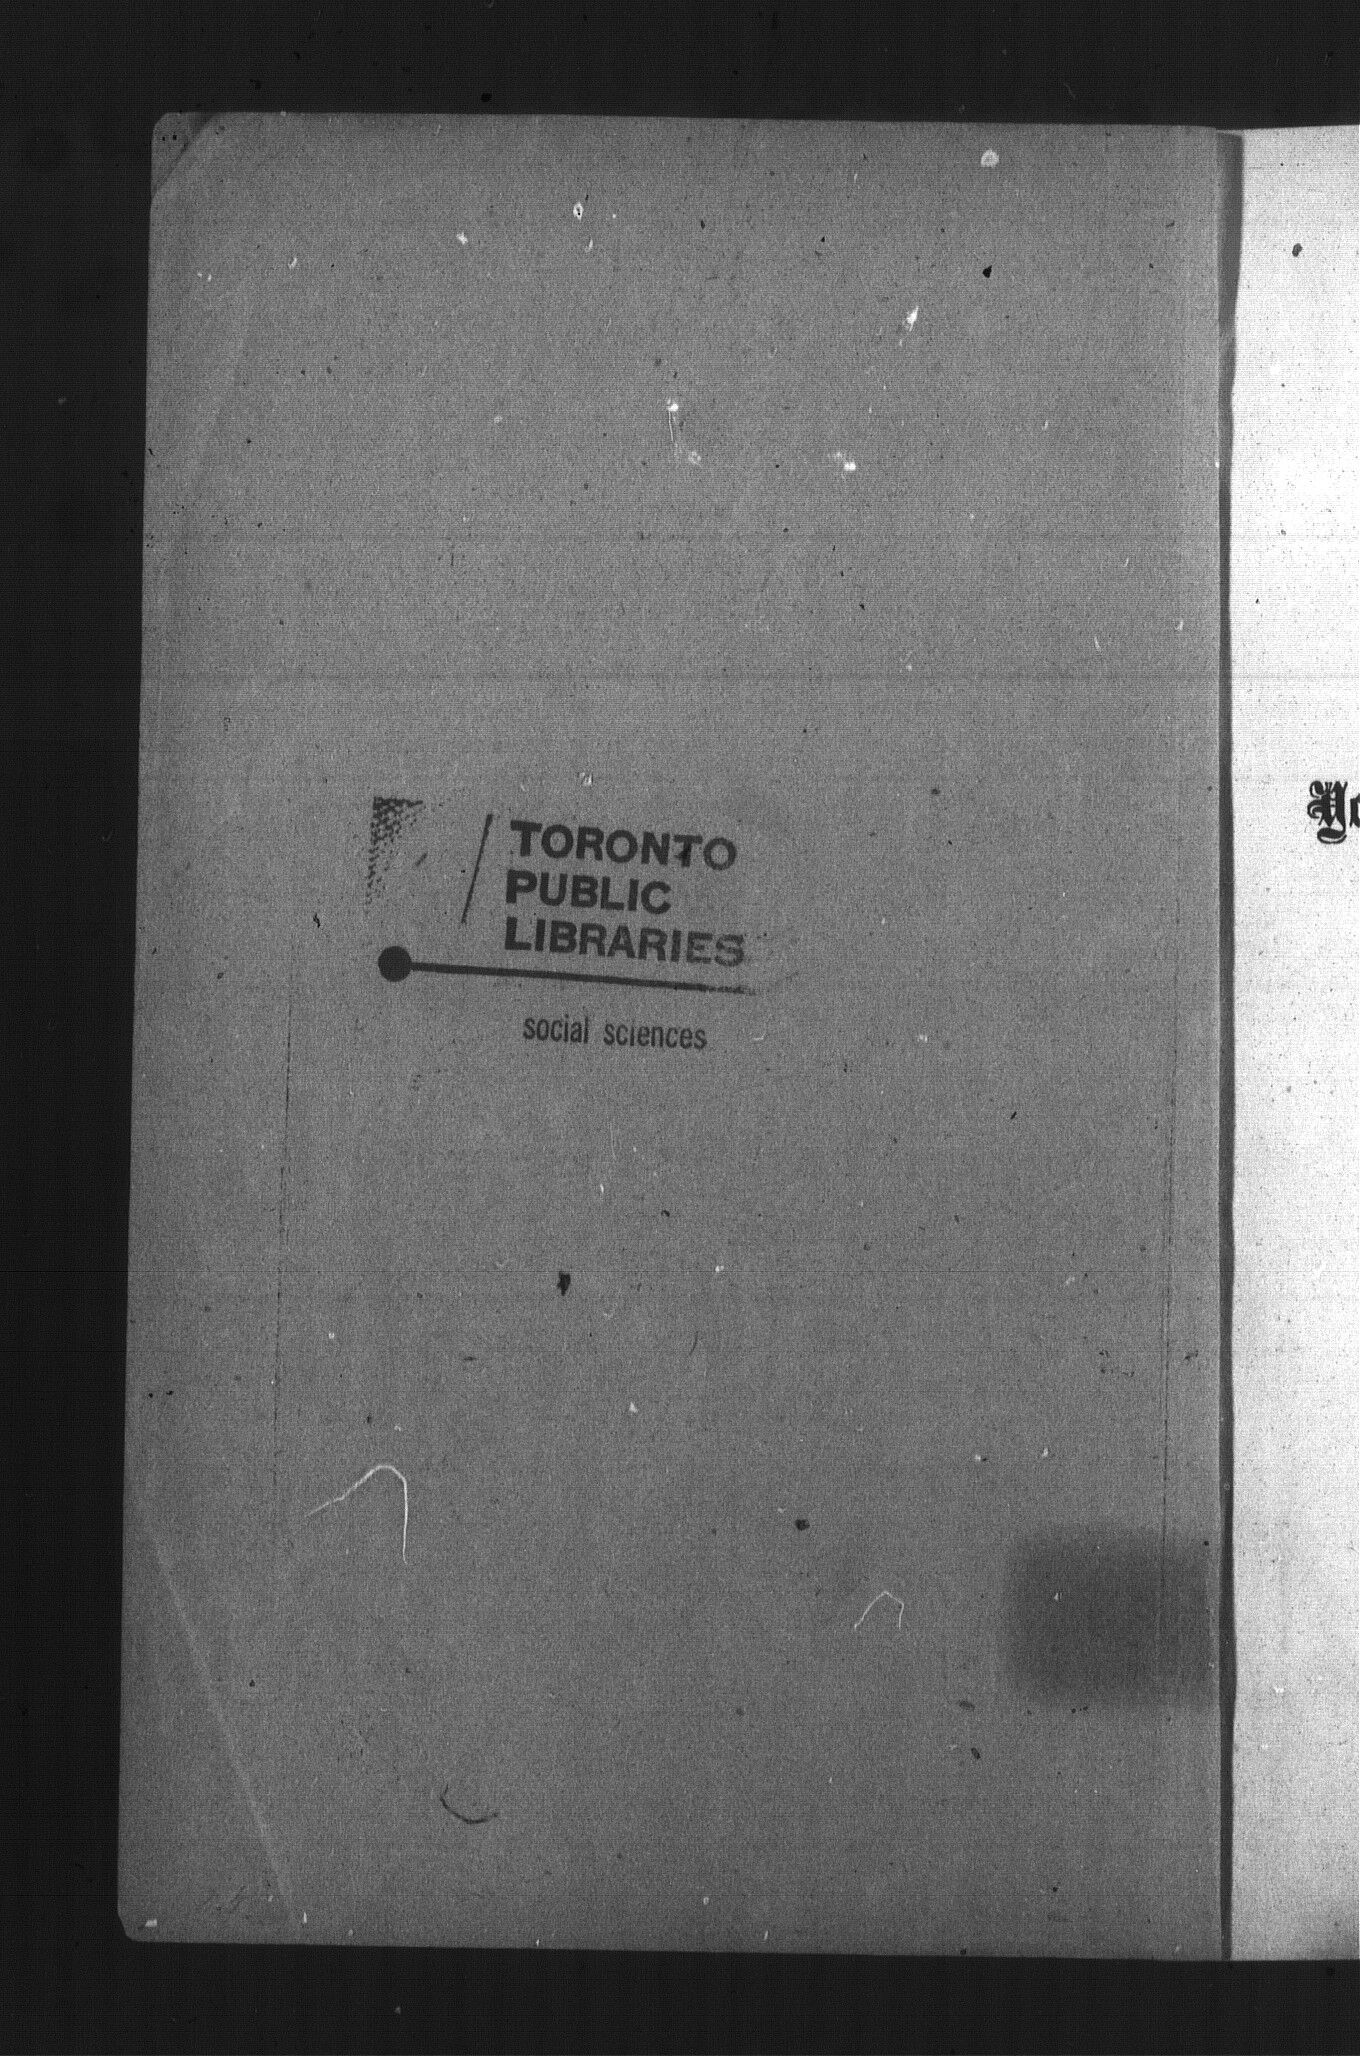 TORONTO
PUBLIC
LIBRARIES
social sciences